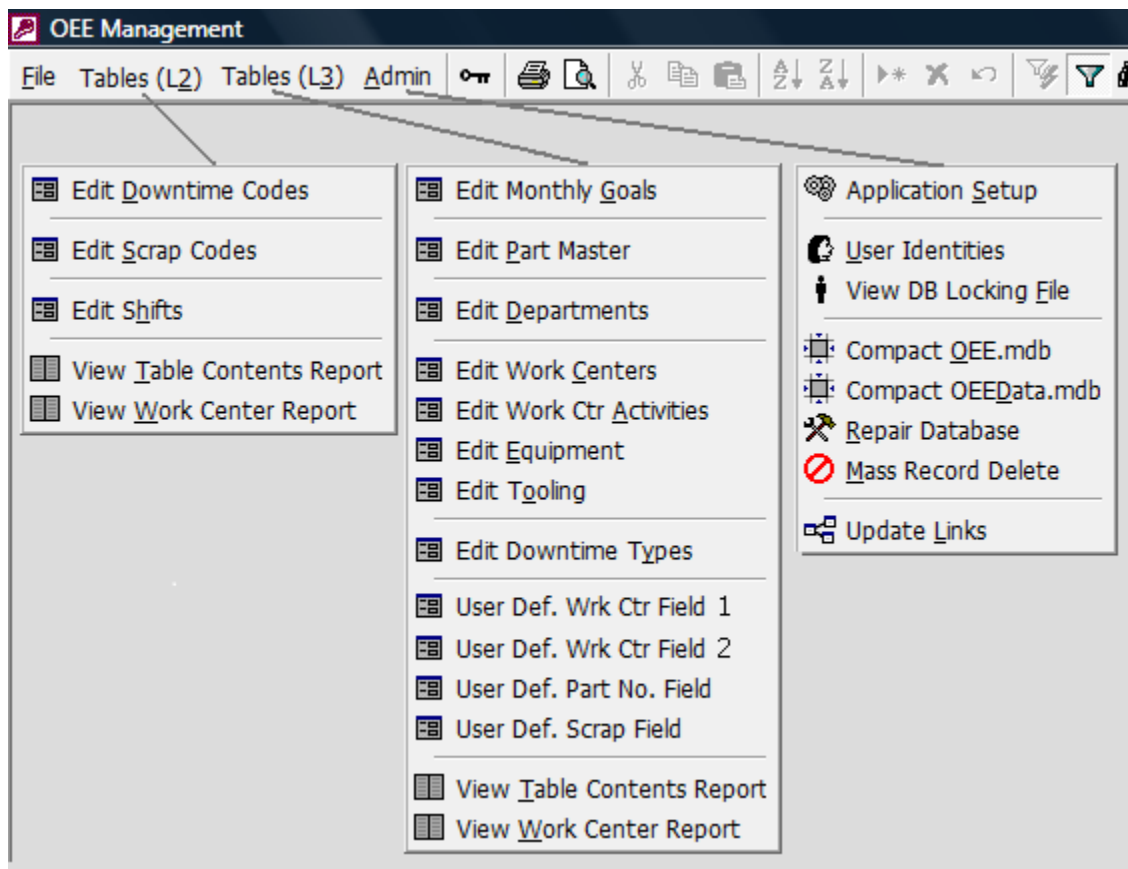 OEE Management
File Tables (L2) Tables (L3) Admin
Edit Downtime Codes
Edit Scrap Codes
Edit Shifts
View Table Contents Report
View Work Center Report
Edit Monthly Goals
Edit Part Master
Edit Departments
Edit Work Centers
Edit Work Ctr Activities
Edit Equipment
Edit Tooling
Edit Downtime Types
User Def. Wrk Ctr Field 1
User Def. Wrk Ctr Field 2
User Def. Part No. Field
User Def. Scrap Field
View Table Contents Report
View Work Center Report
Application Setup
User Identities
View DB Locking File
Compact OEE.mdb
Compact OEEData.mdb
Repair Database
Mass Record Delete
Update Links